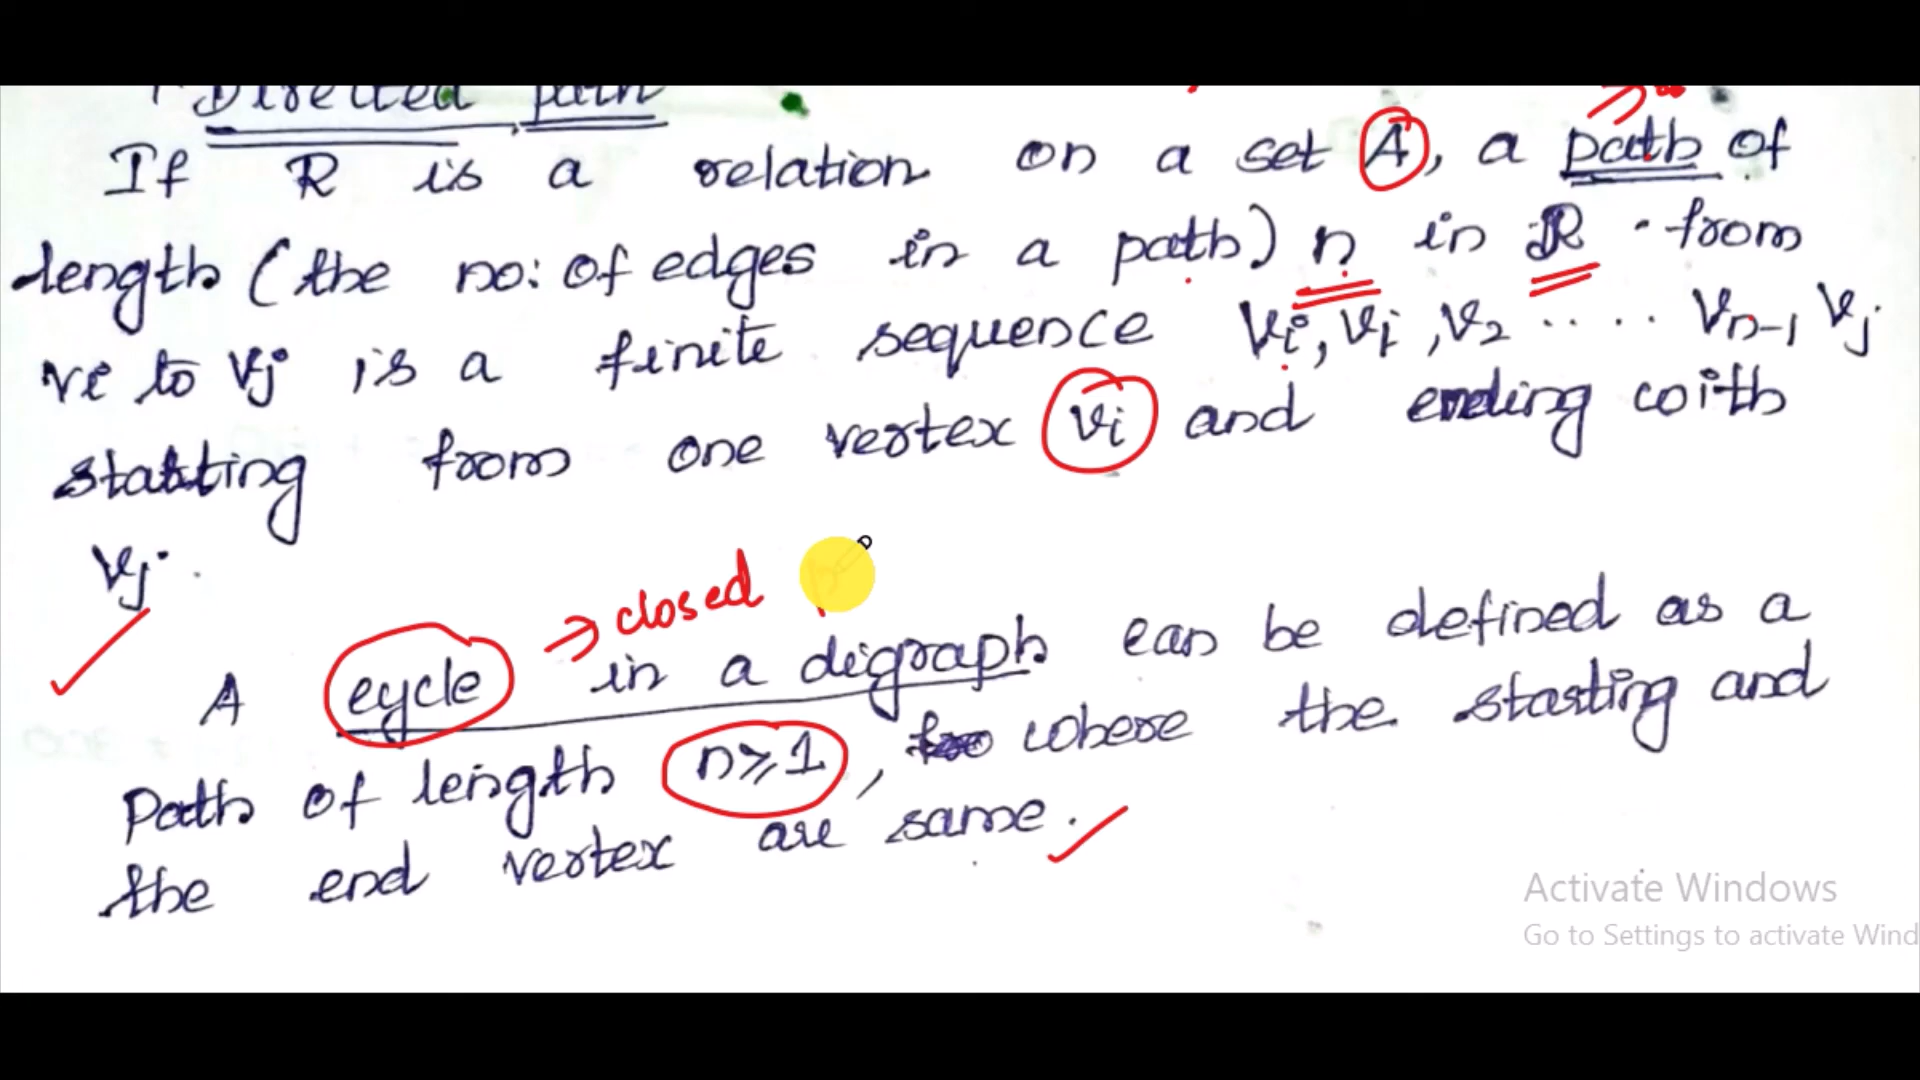 Directed path
If R is a relation on a set A, a path of
length (the no: of edges in a path) n in R from
vi to vj is a finite sequence vi, v1, v2 ..... vn-1 vj
starting from one vertex vi and ending with
vj.
→ closed
A cycle in a digraph can be defined as a
Path of length n≥1, where the starting and
the end vertex are same.
Activate Windows
Go to Settings to activate Wind